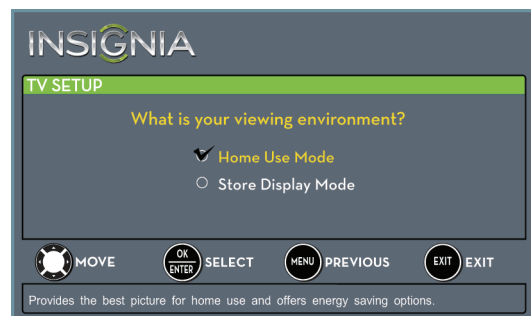 INSIGNIA
TV SETUP
What is your viewing environment?
Home Use Mode
Store Display Mode
MOVE OK ENTER SELECT MENU PREVIOUS EXIT EXIT
Provides the best picture for home use and offers energy saving options.